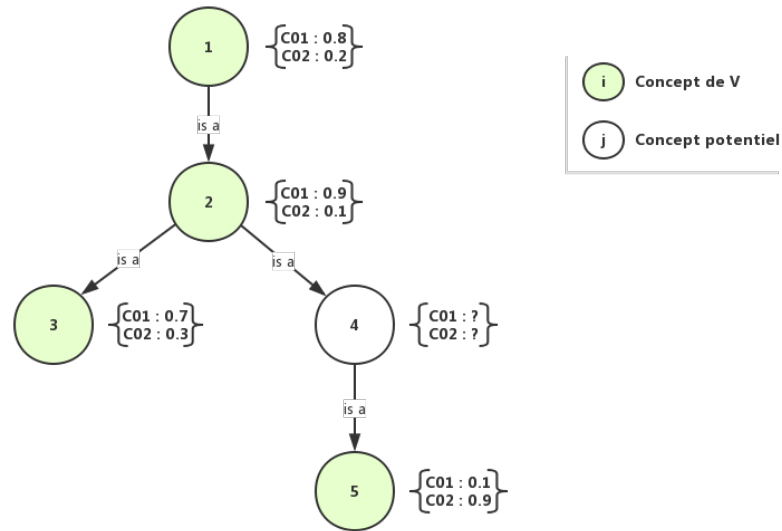 1
C01 : 0.8
C02 : 0.2
i
Concept de V
is a
j
Concept potentiel
2
C01 : 0.9
C02 : 0.1
is a
is a
3
C01 : 0.7
C02 : 0.3
4
C01 : ?
C02 : ?
is a
5
C01 : 0.1
C02 : 0.9